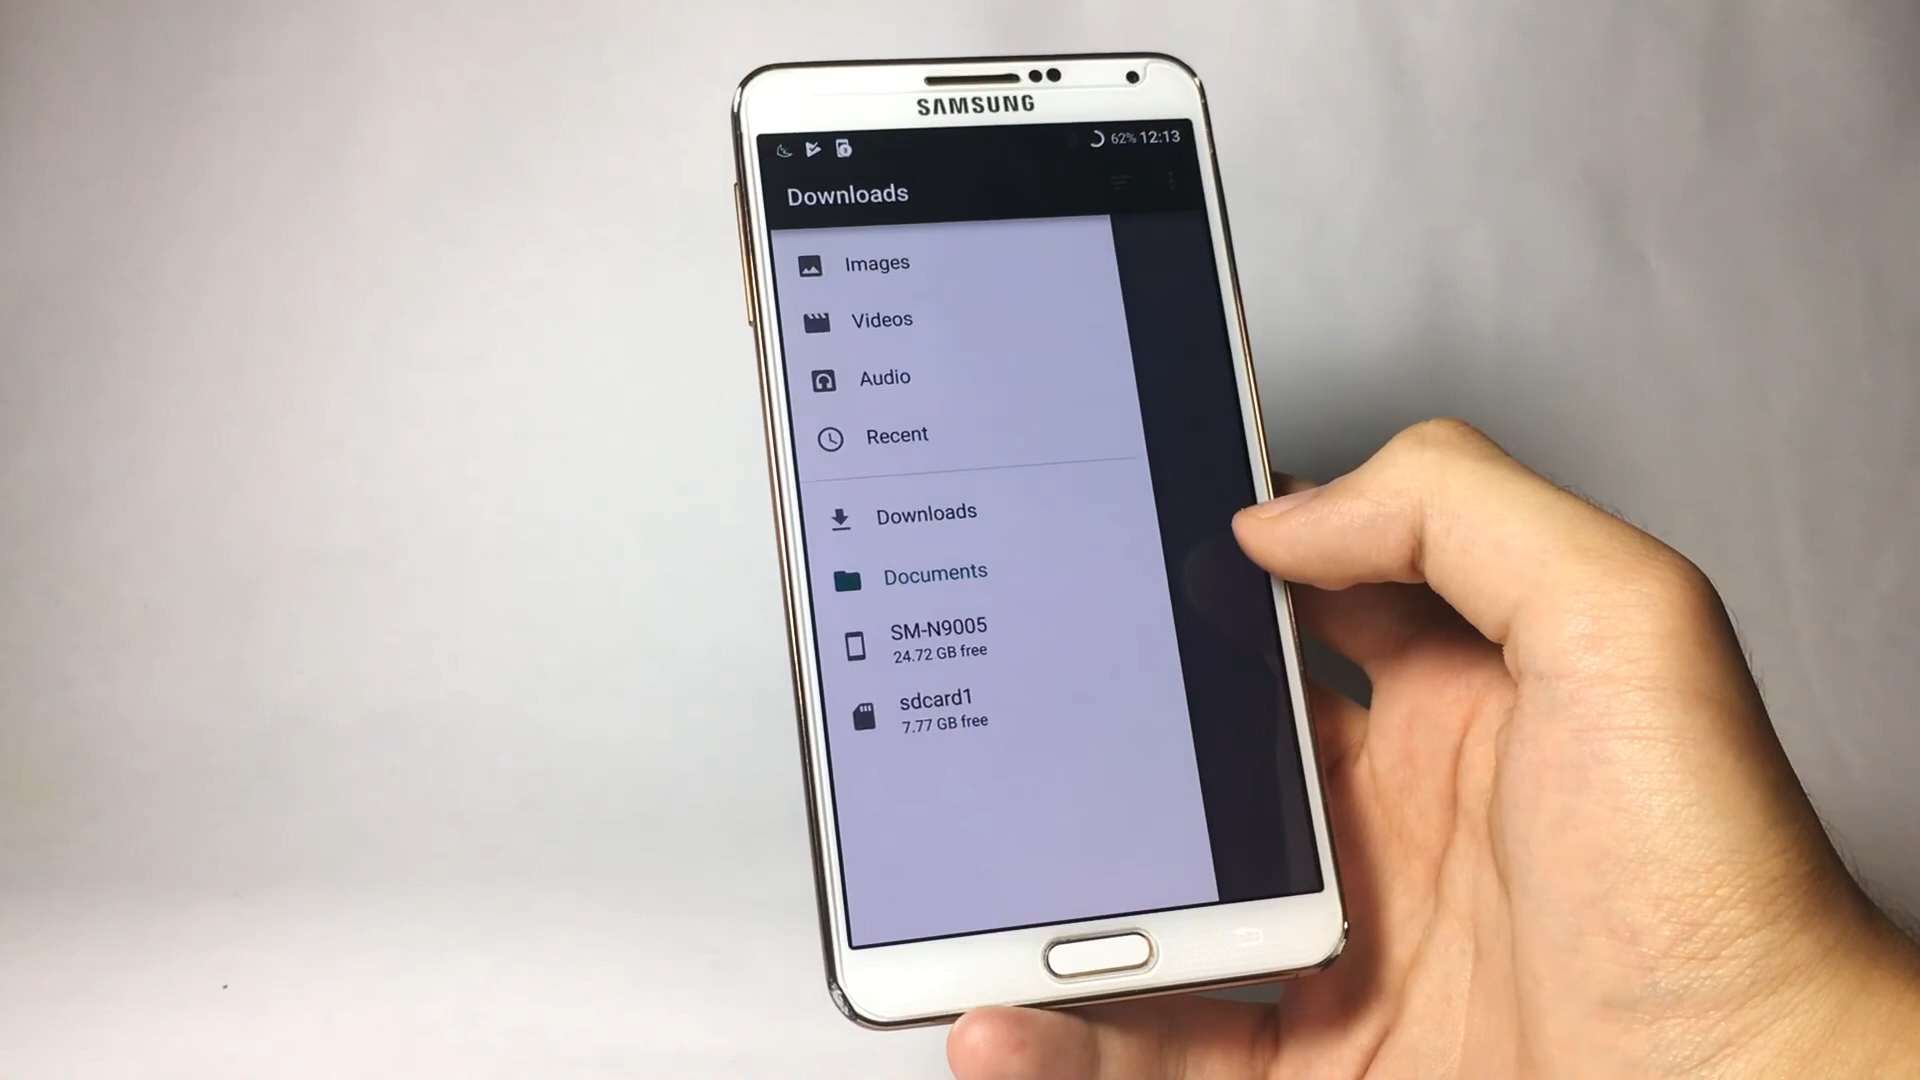 SAMSUNG
62% 12:13
Downloads
Images
Videos
Audio
Recent
Downloads
Documents
SM-N9005
24.72 GB free
sdcard1
7.77 GB free